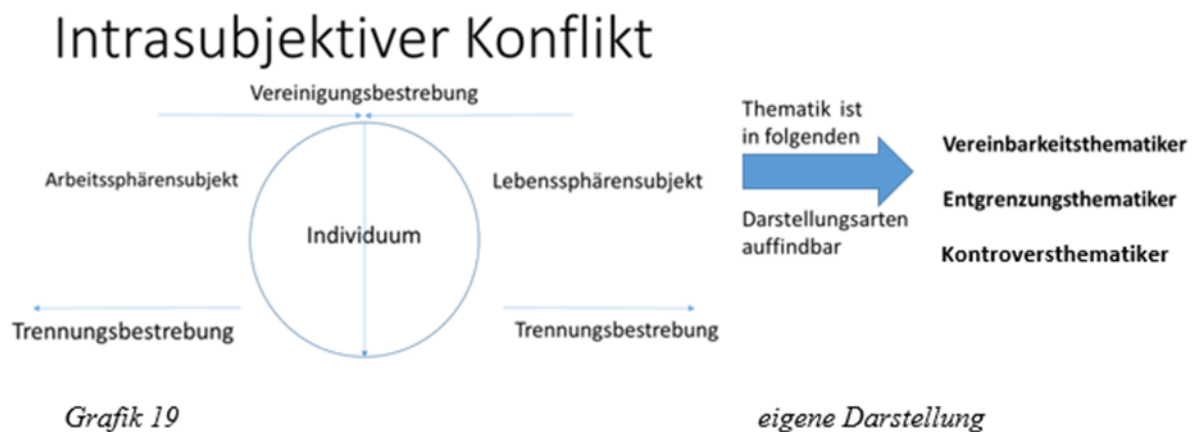 Intrasubjektiver Konflikt
Vereinigungsbestrebung
Arbeitssphärensubjekt
Lebenssphärensubjekt
Individuum
Trennungsbestrebung
Trennungsbestrebung
Thematik ist
in folgenden
Darstellungsarten
auffindbar
Vereinbarkeitsthematiker
Entgrenzungsthematiker
Kontroversthematiker
Grafik 19
eigene Darstellung